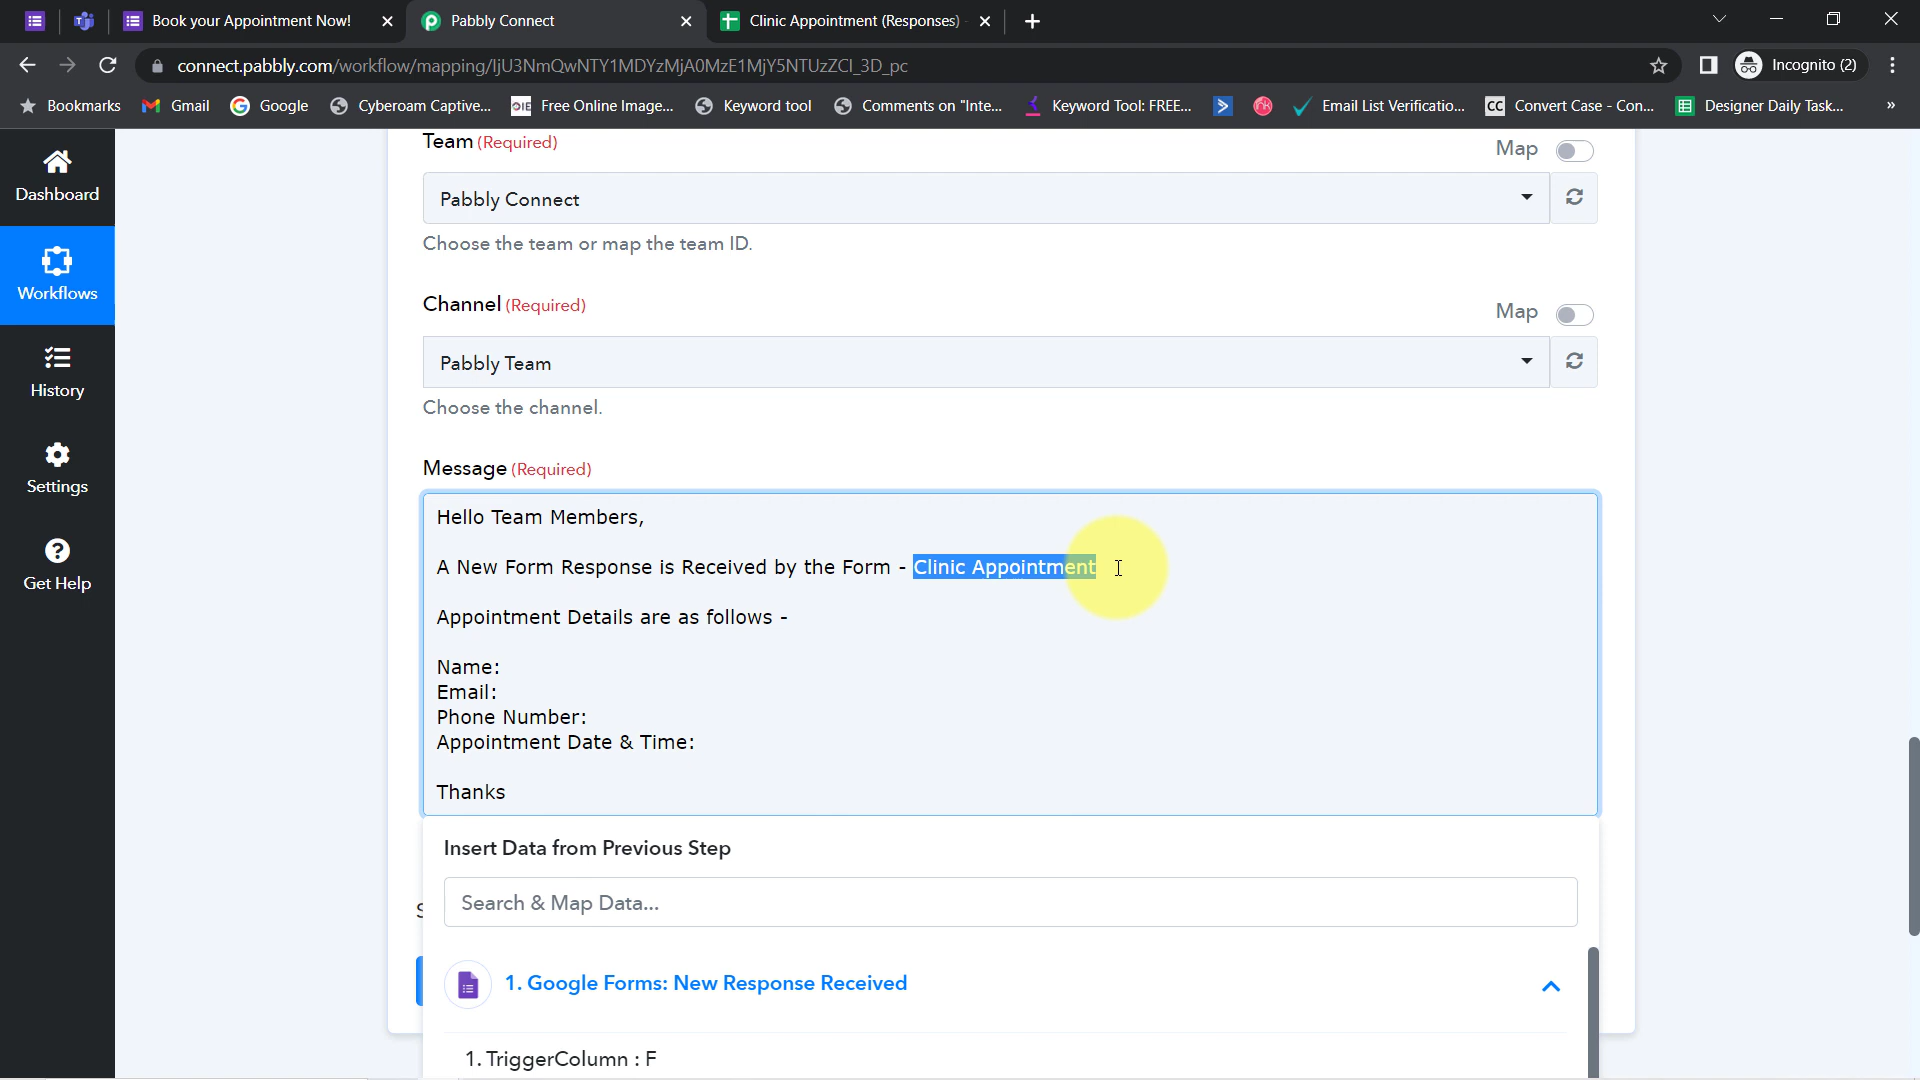 Book your Appointment Now!
Pabbly Connect
Clinic Appointment (Responses)
connect.pabbly.com/workflow/mapping/IjU3NmQwNTY1MDYzMjA0MzE1MjY5NTUzZCI_3D_pc
Incognito (2)
Bookmarks
Gmail
Google
Cyberoam Captive...
Free Online Image...
Keyword tool
Comments on "Inte...
Keyword Tool: FREE...
Email List Verificatio...
CC Convert Case - Con...
Designer Daily Task...
»
Dashboard
Workflows
History
Settings
Get Help
Team (Required)
Map
Pabbly Connect
Choose the team or map the team ID.
Channel (Required)
Map
Pabbly Team
Choose the channel.
Message (Required)
Hello Team Members,
A New Form Response is Received by the Form - Clinic Appointment
Appointment Details are as follows -
Name:
Email:
Phone Number:
Appointment Date & Time:
Thanks
Insert Data from Previous Step
Search & Map Data...
1. Google Forms: New Response Received
1. TriggerColumn : F